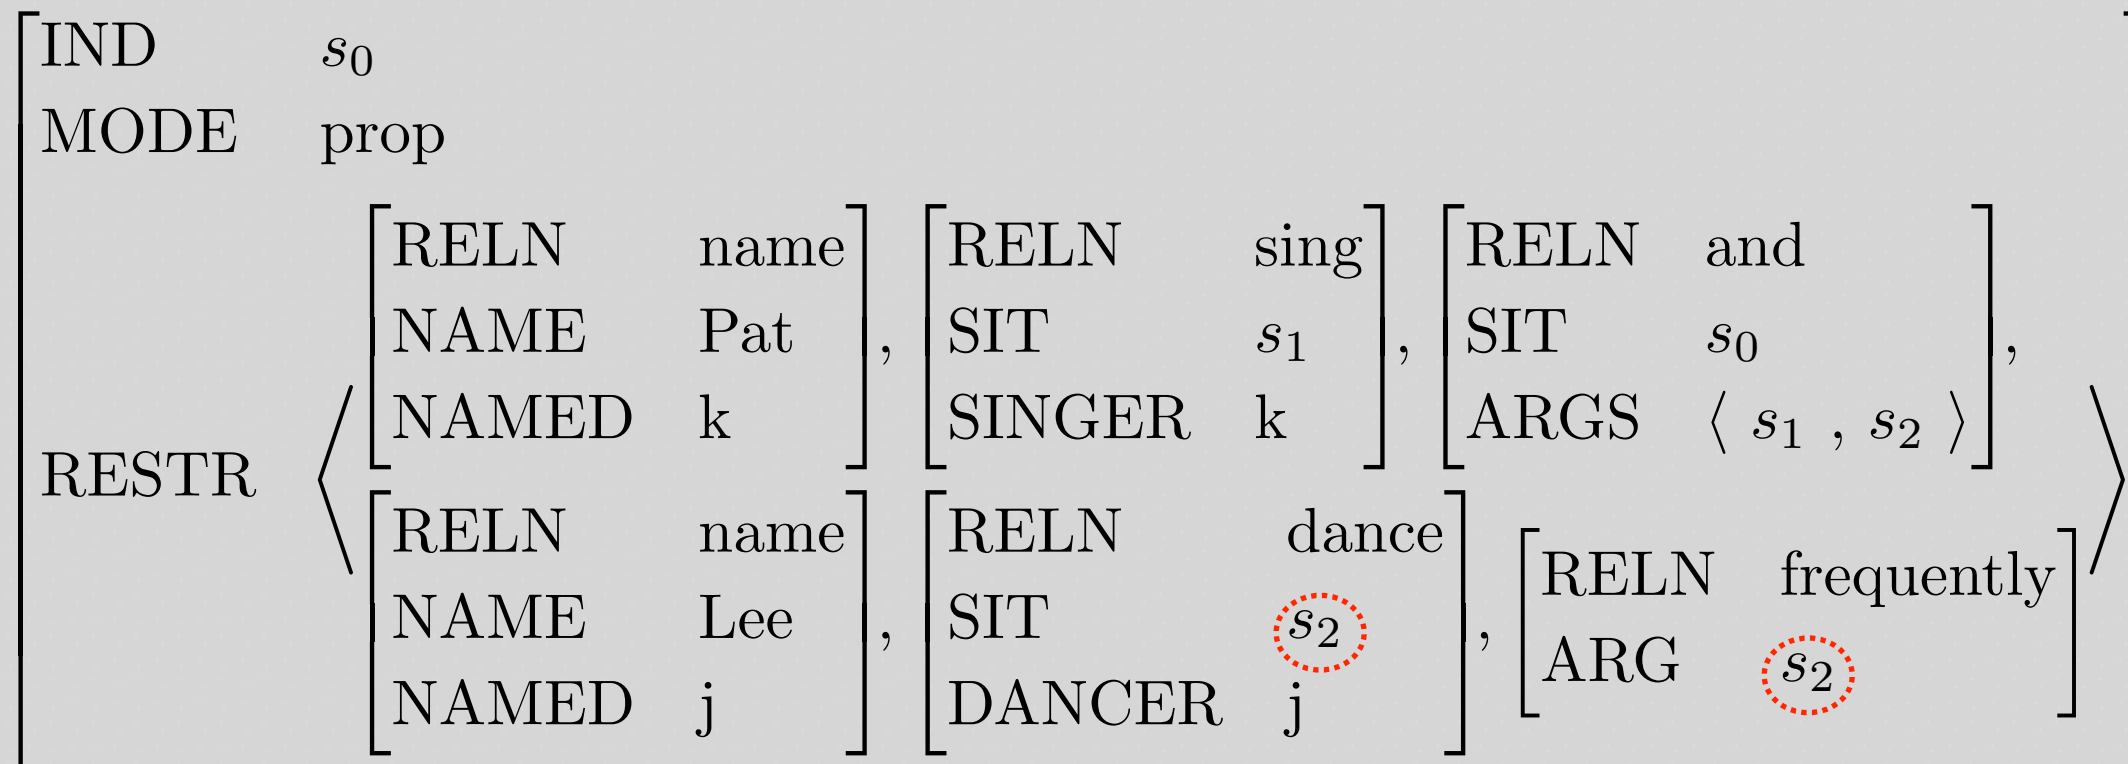 IND s₀
MODE prop
RELN name RELN sing RELN and
NAME Pat , SIT s₁ , SIT s₀ ,
NAMED k SINGER k ARGS ⟨ s₁ , s₂ ⟩
RESTR ⟨ ⟩
RELN name RELN dance RELN frequently
NAME Lee , SIT s₂ , ARG s₂
NAMED j DANCER j